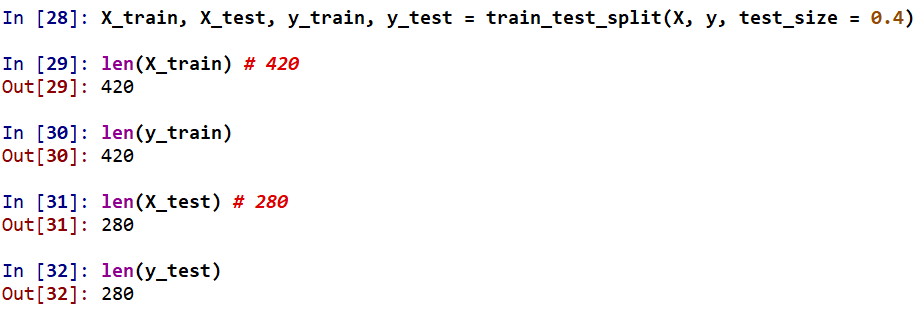 In [28]: X_train, X_test, y_train, y_test = train_test_split(X, y, test_size = 0.4)
In [29]: len(X_train) # 420
Out[29]: 420
In [30]: len(y_train)
Out[30]: 420
In [31]: len(X_test) # 280
Out[31]: 280
In [32]: len(y_test)
Out[32]: 280